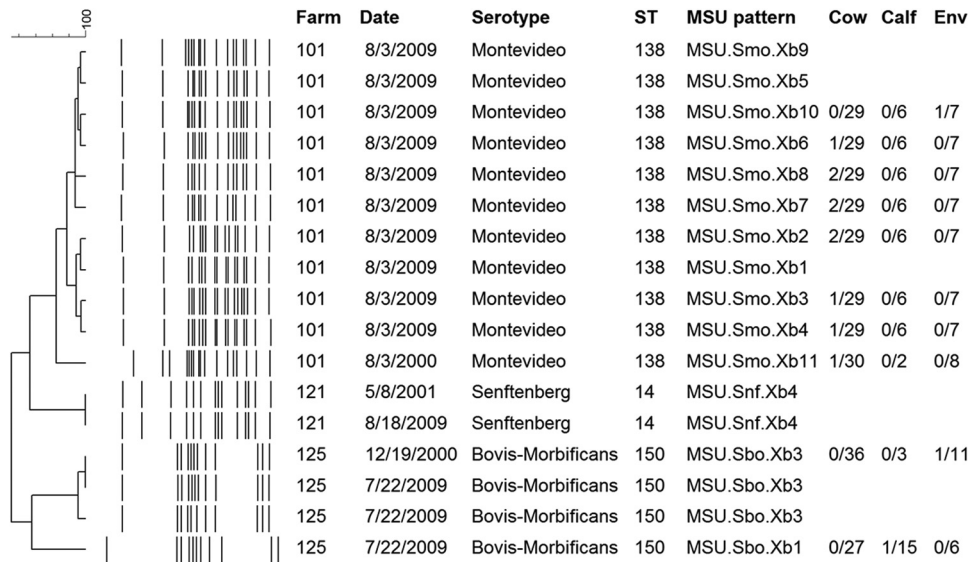 100 Farm Date Serotype ST MSU pattern Cow Calf Env
101 8/3/2009 Montevideo 138 MSU.Smo.Xb9
101 8/3/2009 Montevideo 138 MSU.Smo.Xb5
101 8/3/2009 Montevideo 138 MSU.Smo.Xb10 0/29 0/6 1/7
101 8/3/2009 Montevideo 138 MSU.Smo.Xb6 1/29 0/6 0/7
101 8/3/2009 Montevideo 138 MSU.Smo.Xb8 2/29 0/6 0/7
101 8/3/2009 Montevideo 138 MSU.Smo.Xb7 2/29 0/6 0/7
101 8/3/2009 Montevideo 138 MSU.Smo.Xb2 2/29 0/6 0/7
101 8/3/2009 Montevideo 138 MSU.Smo.Xb1
101 8/3/2009 Montevideo 138 MSU.Smo.Xb3 1/29 0/6 0/7
101 8/3/2009 Montevideo 138 MSU.Smo.Xb4 1/29 0/6 0/7
101 8/3/2000 Montevideo 138 MSU.Smo.Xb11 1/30 0/2 0/8
121 5/8/2001 Senftenberg 14 MSU.Snf.Xb4
121 8/18/2009 Senftenberg 14 MSU.Snf.Xb4
125 12/19/2000 Bovis-Morbificans 150 MSU.Sbo.Xb3 0/36 0/3 1/11
125 7/22/2009 Bovis-Morbificans 150 MSU.Sbo.Xb3
125 7/22/2009 Bovis-Morbificans 150 MSU.Sbo.Xb3
125 7/22/2009 Bovis-Morbificans 150 MSU.Sbo.Xb1 0/27 1/15 0/6